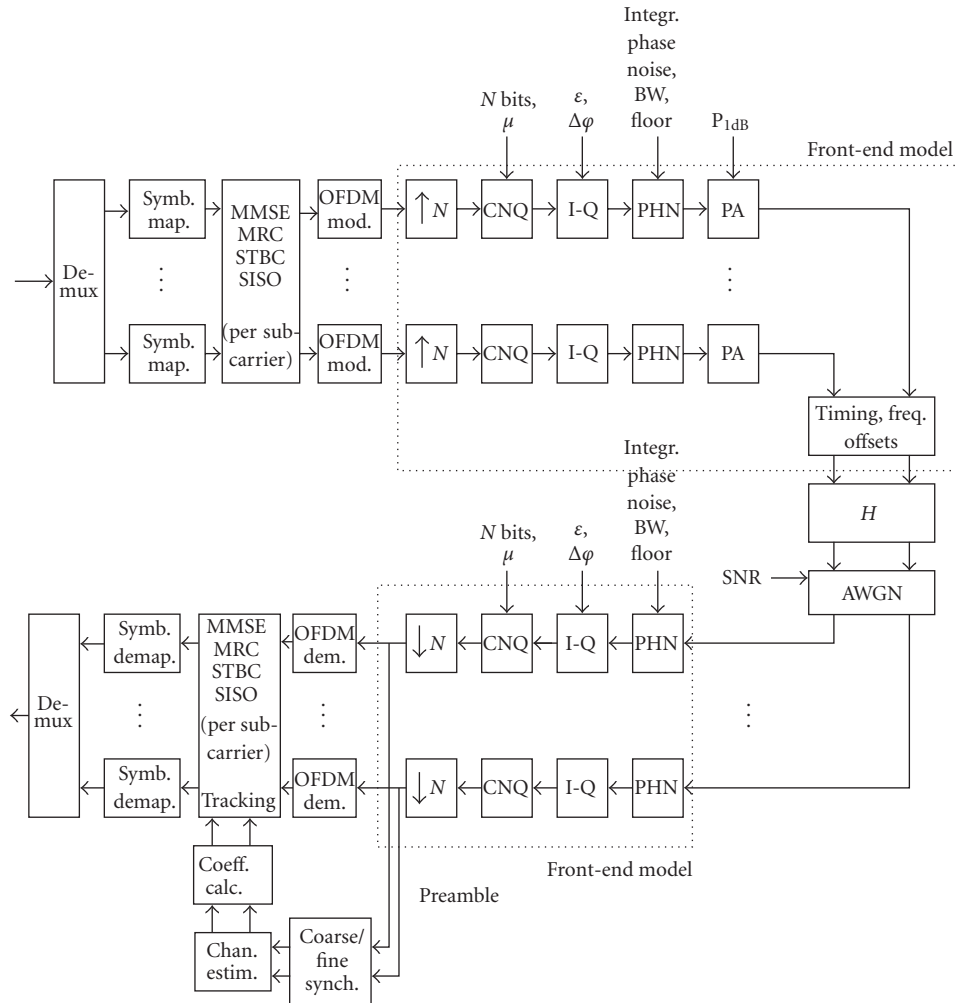 Integr.
phase
noise,
BW,
floor
N bits,
μ
ε,
Δφ
P1dB
Front-end model
De-
mux
Symb.
map.
MMSE
MRC
STBC
SISO
(per sub-
carrier)
OFDM
mod.
↑ N
CNQ
I-Q
PHN
PA
Symb.
map.
OFDM
mod.
↑ N
CNQ
I-Q
PHN
PA
Timing, freq.
offsets
Integr.
phase
noise,
BW,
floor
N bits,
μ
ε,
Δφ
H
SNR
AWGN
De-
mux
Symb.
demap.
MMSE
MRC
STBC
SISO
(per sub-
carrier)
Tracking
OFDM
dem.
↓ N
CNQ
I-Q
PHN
Symb.
demap.
OFDM
dem.
↓ N
CNQ
I-Q
PHN
Front-end model
Coeff.
calc.
Preamble
Chan.
estim.
Coarse/
fine
synch.